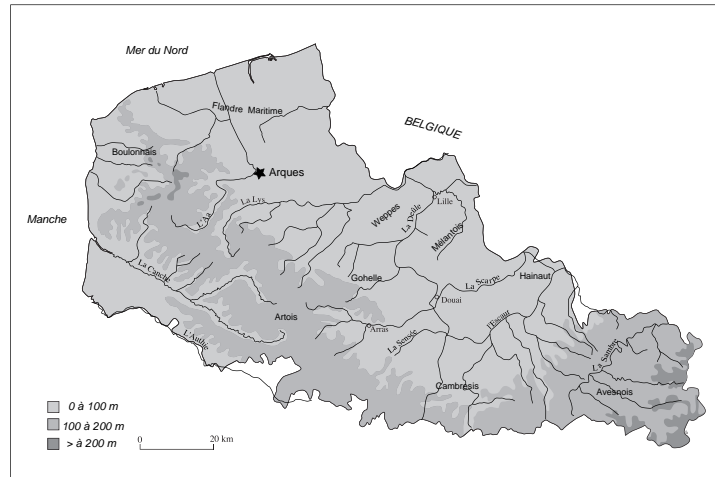 Mer du Nord
Flandre Maritime
BELGIQUE
Boulonnais
Arques
Manche
L'Aa
La Lys
Weppes
La Deûle
Lille
Mélantois
La Canche
Gohelle
La Scarpe
Hainaut
Douai
Artois
Arras
La Sensée
l'Escaut
L'Authie
La Sambre
Cambrésis
Avesnois
0 à 100 m
100 à 200 m
> à 200 m
0 20 km